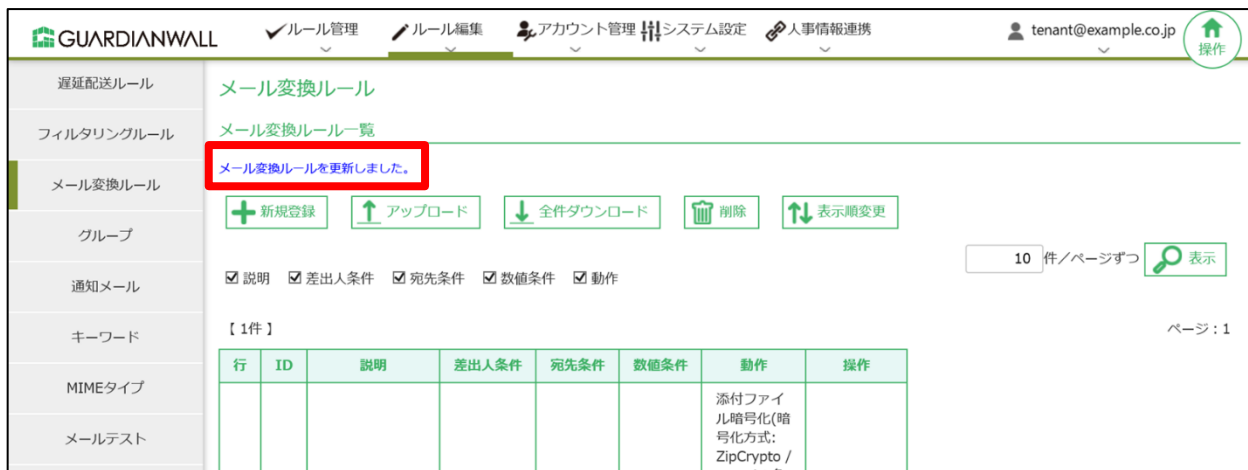 GUARDIANWALL
ルール管理 ルール編集 アカウント管理 システム設定 人事情報連携 tenant@example.co.jp 操作
遅延配送ルール
フィルタリングルール
メール変換ルール
グループ
通知メール
キーワード
MIMEタイプ
メールテスト
メール変換ルール
メール変換ルール一覧
メール変換ルールを更新しました。
新規登録 アップロード 全件ダウンロード 削除 表示順変更
10 件/ページずつ 表示
説明 差出人条件 宛先条件 数値条件 動作
【 1件 】 ページ : 1
行 ID 説明 差出人条件 宛先条件 数値条件 動作 操作
添付ファイ
ル暗号化(暗
号化方式:
ZipCrypto /